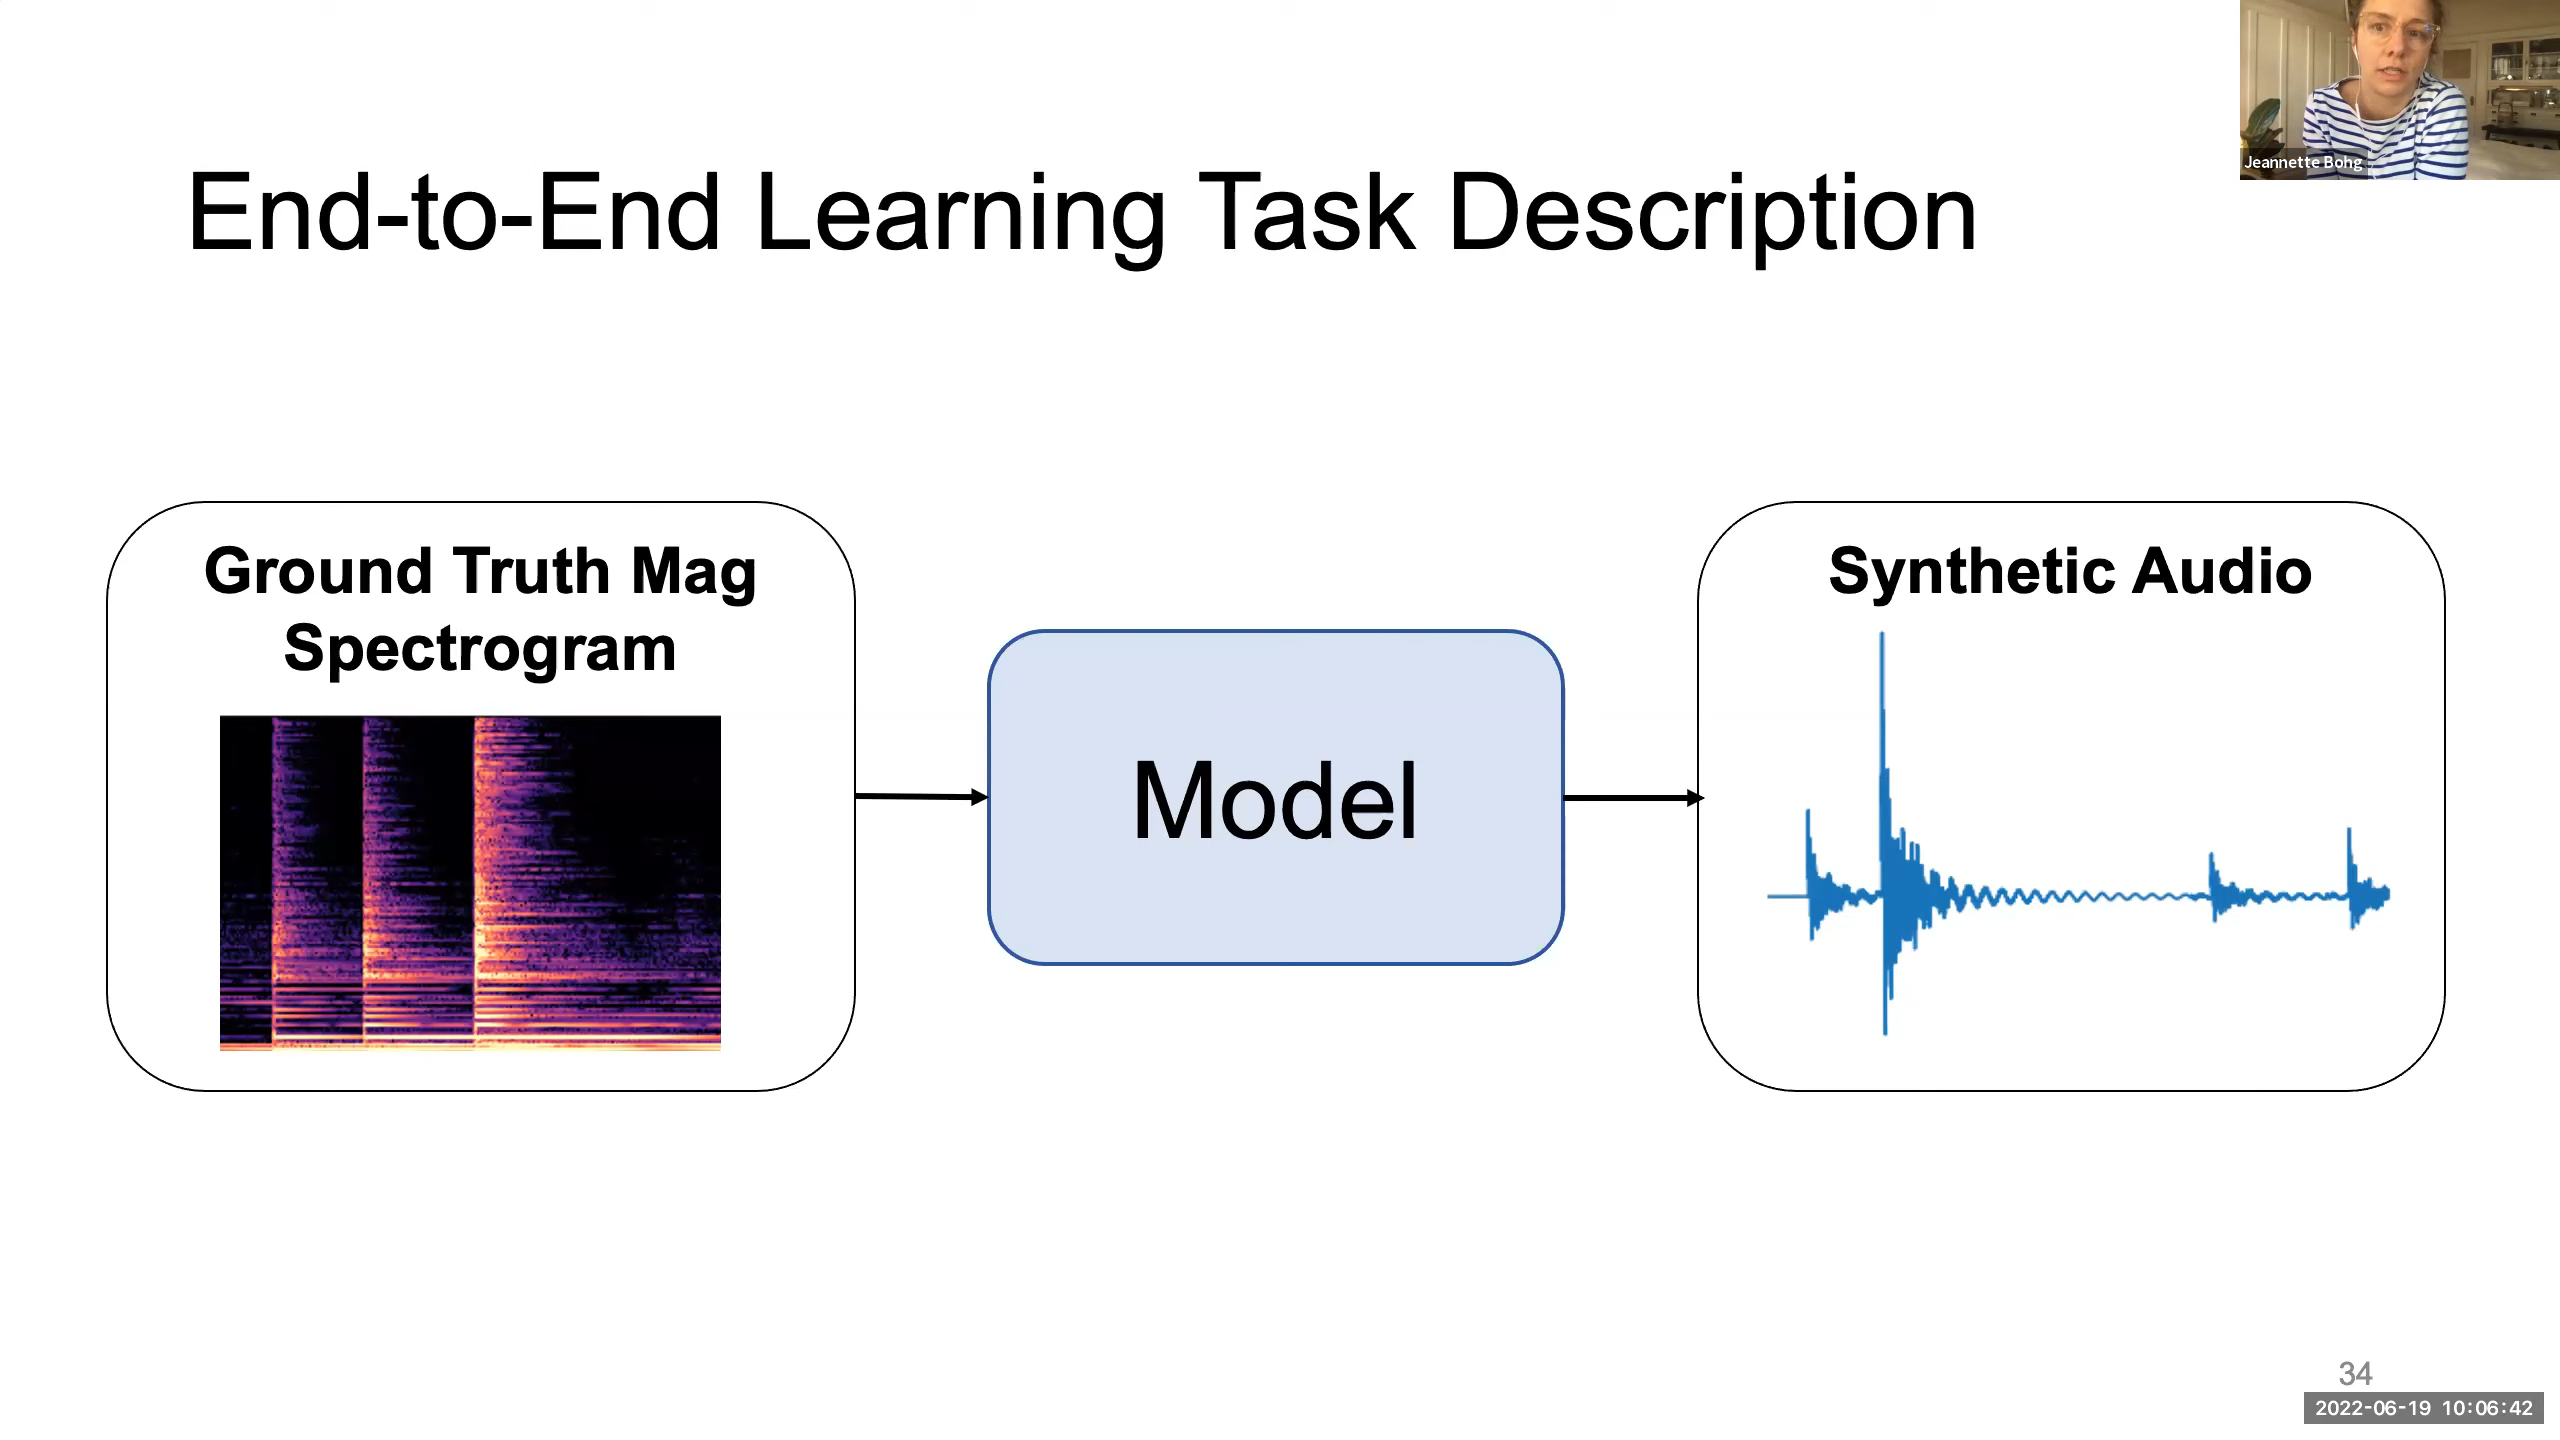 Jeannette Bohg
End-to-End Learning Task Description
Ground Truth Mag
Spectrogram
Model
Synthetic Audio
34
2022-06-19 10:06:42